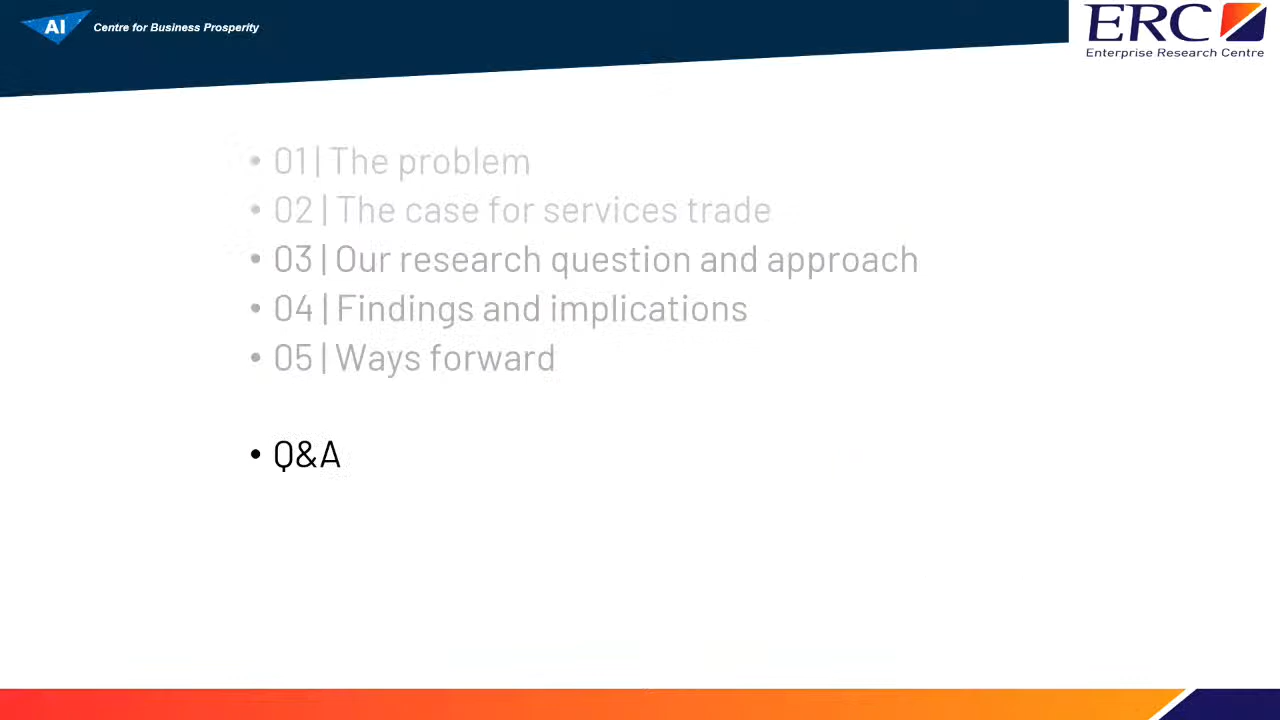 AI
Centre for Business Prosperity
ERC
Enterprise Research Centre
• 01 | The problem
• 02 | The case for services trade
• 03 | Our research question and approach
• 04 | Findings and implications
• 05 | Ways forward
• Q&A